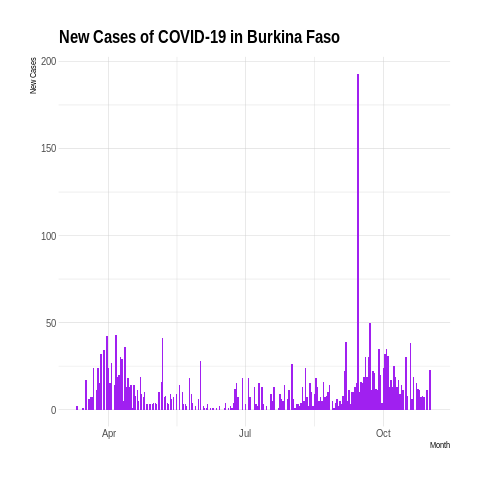 New Cases of COVID-19 in Burkina Faso
New Cases
200
150
100
50
0
Apr
Jul
Oct
Month